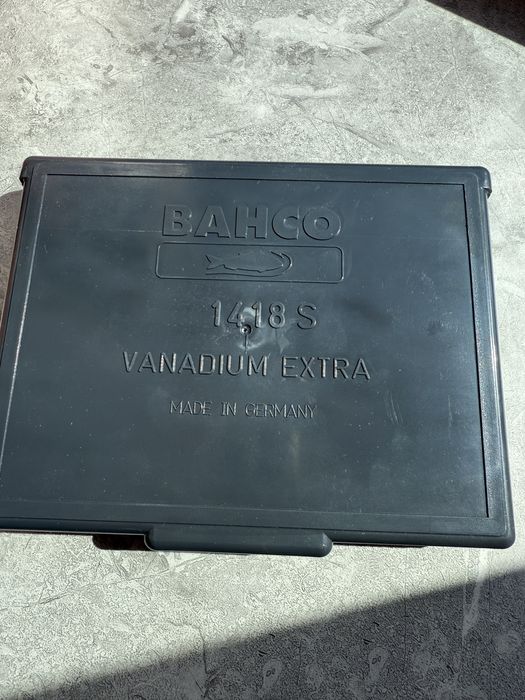 BAHCO
1418 S
VANADIUM EXTRA
MADE IN GERMANY